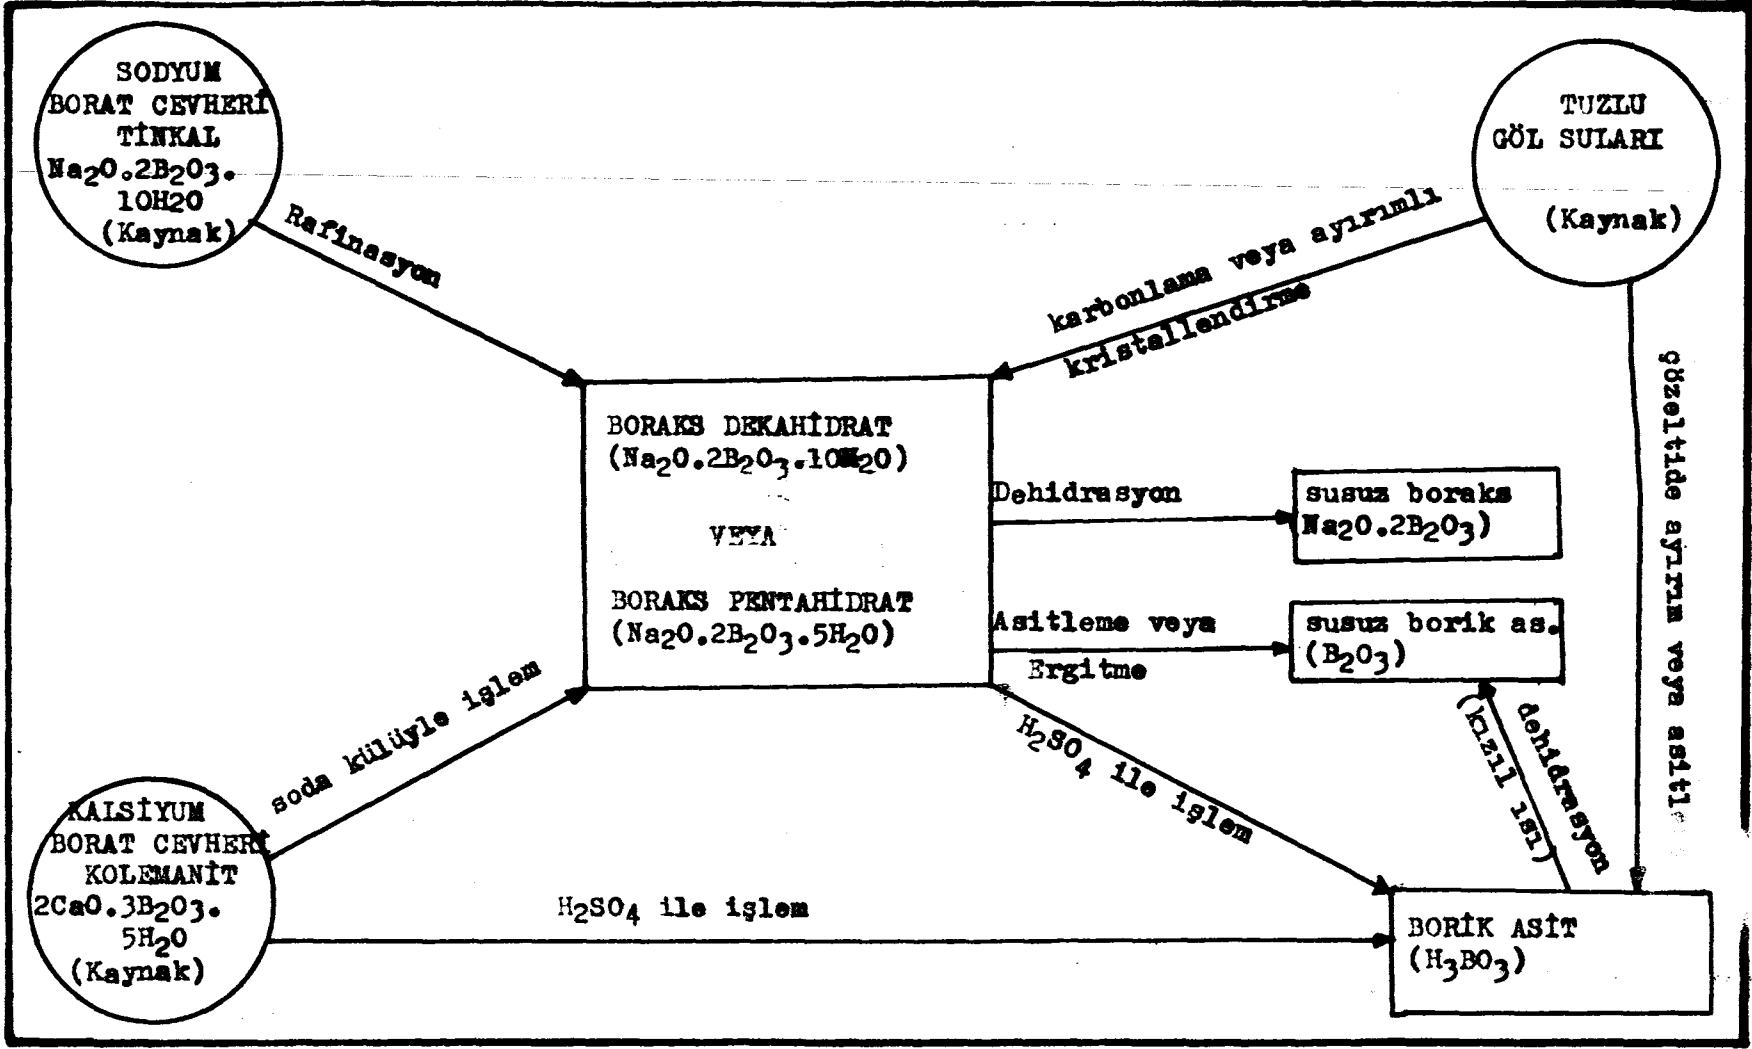 SODYUM
BORAT CEVHERİ
TİNKAL
Na2O.2B2O3.
10H2O
(Kaynak)
TUZLU
GÖL SULARI
(Kaynak)
Rafinasyon
karbonlama veya ayırımlı
kristallendirme
çözeltide ayırım veya asitle
BORAKS DEKAHİDRAT
(Na2O.2B2O3.10H2O)
VEYA
BORAKS PENTAHİDRAT
(Na2O.2B2O3.5H2O)
Dehidrasyon
susuz boraks
Na2O.2B2O3)
Asitleme veya
Ergitme
susuz borik as.
(B2O3)
soda külüyle işlem
H2SO4 ile işlem
dehidrasyon
(kızıl ısı)
KALSİYUM
BORAT CEVHERİ
KOLEMANİT
2CaO.3B2O3.
5H2O
(Kaynak)
H2SO4 ile işlem
BORİK ASİT
(H3BO3)